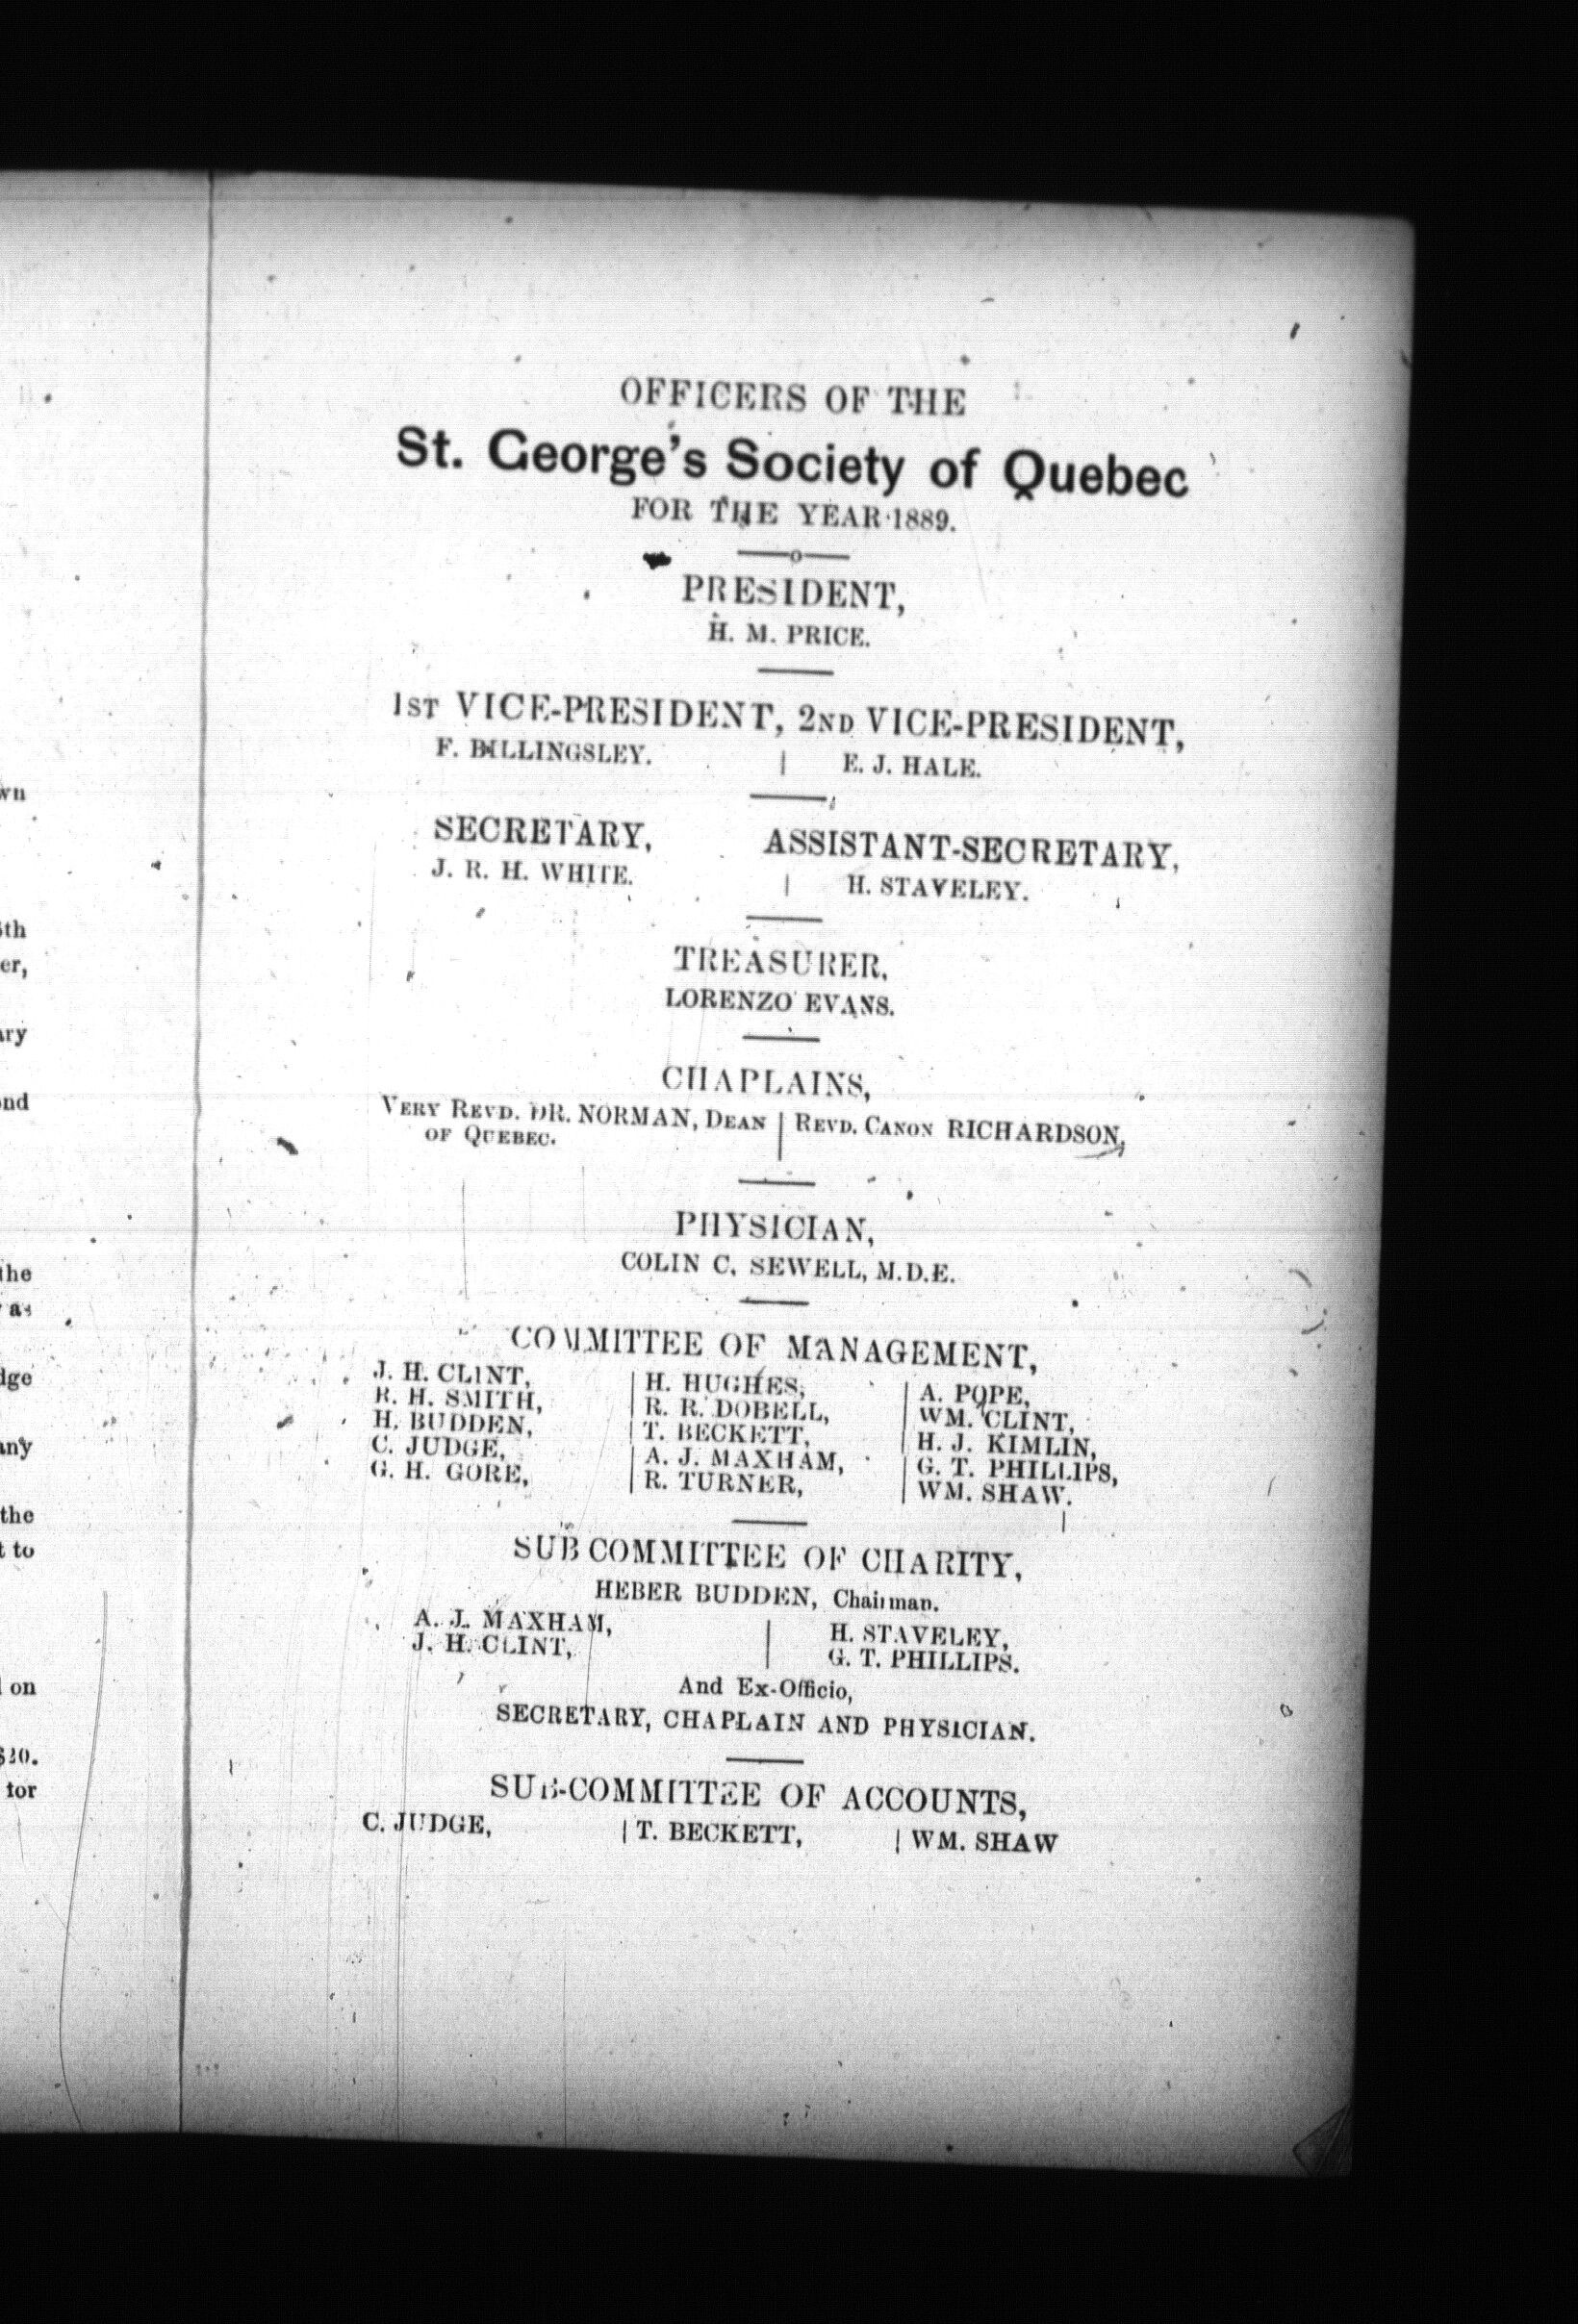 OFFICERS OF THE
St. George's Society of Quebec
FOR THE YEAR 1889.
PRESIDENT,
H. M. PRICE.
1ST VICE-PRESIDENT, 2ND VICE-PRESIDENT,
F. BILLINGSLEY. | E. J. HALE.
SECRETARY, ASSISTANT-SECRETARY,
J. R. H. WHITE. | H. STAVELEY.
TREASURER,
LORENZO EVANS.
CHAPLAINS,
VERY REVD. DR. NORMAN, DEAN | REVD. CANON RICHARDSON,
OF QUEBEC.
PHYSICIAN,
COLIN C. SEWELL, M.D.E.
COMMITTEE OF MANAGEMENT,
J. H. CLINT, | H. HUGHES, | A. POPE,
R. H. SMITH, | R. R. DOBELL, | WM. CLINT,
H. BUDDEN, | T. BECKETT, | H. J. KIMLIN,
C. JUDGE, | A. J. MAXHAM, | G. T. PHILLIPS,
G. H. GORE, | R. TURNER, | WM. SHAW.
SUB COMMITTEE OF CHARITY,
HEBER BUDDEN, Chairman.
A. J. MAXHAM, | H. STAVELEY,
J. H. CLINT, | G. T. PHILLIPS.
And Ex-Officio,
SECRETARY, CHAPLAIN AND PHYSICIAN.
SUB-COMMITTEE OF ACCOUNTS,
C. JUDGE, | T. BECKETT, | WM. SHAW